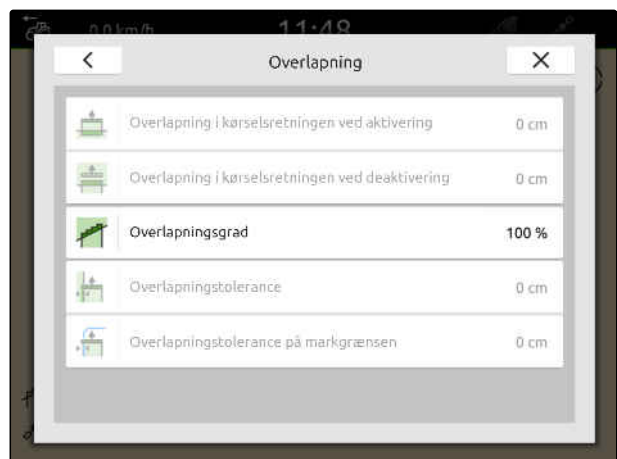 0.0 km/h 11:48
Overlapning
Overlapning i kørselsretningen ved aktivering 0 cm
Overlapning i kørselsretningen ved deaktivering 0 cm
Overlapningsgrad 100 %
Overlapningstolerance 0 cm
Overlapningstolerance på markgrænsen 0 cm